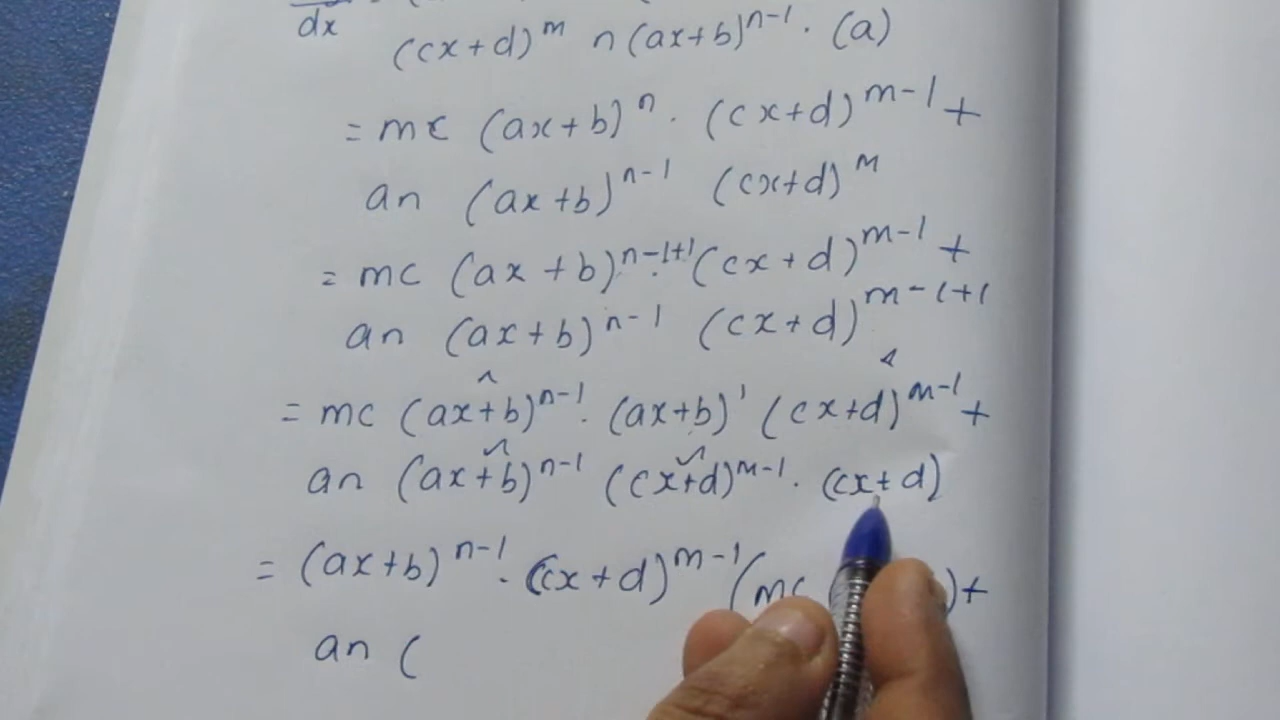 dx
(cx+d)^m n(ax+b)^{n-1} . (a)
= mc (ax+b)^n . (cx+d)^{m-1} +
an (ax+b)^{n-1} (cx+d)^m
= mc (ax+b)^{n-1+1} (cx+d)^{m-1} +
an (ax+b)^{n-1} (cx+d)^{m-1+1}
= mc (ax+b)^{n-1} . (ax+b)^1 (cx+d)^{m-1} +
an (ax+b)^{n-1} (cx+d)^{m-1} . (cx+d)
= (ax+b)^{n-1} . (cx+d)^{m-1} (mc ( ) +
an (